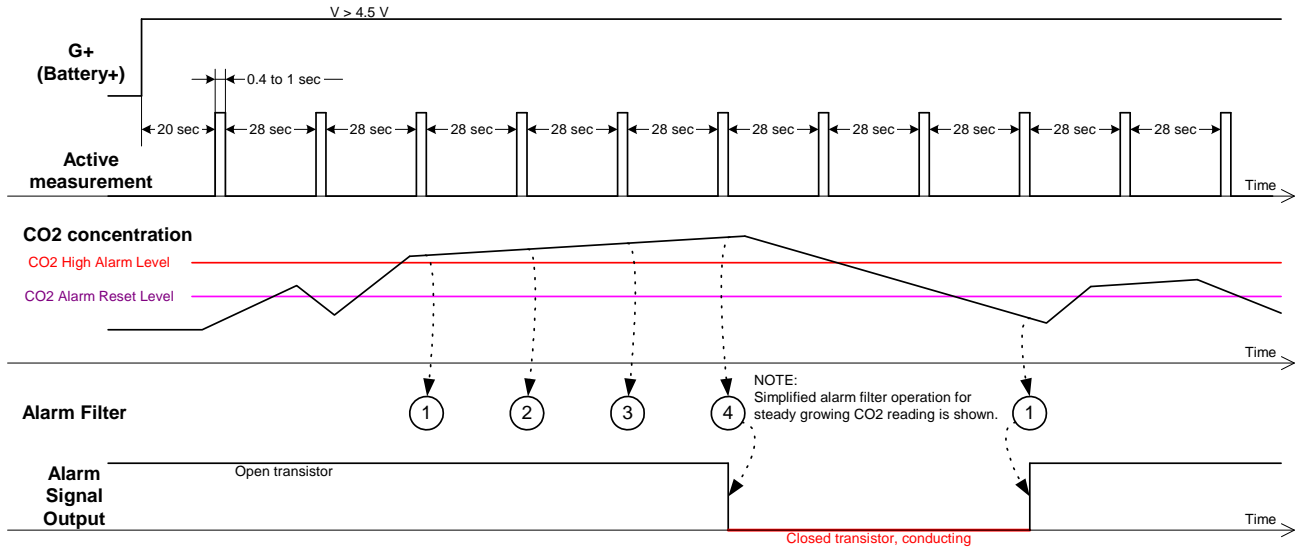 V > 4.5 V
G+
(Battery+)
0.4 to 1 sec
20 sec
28 sec
28 sec
28 sec
28 sec
28 sec
28 sec
28 sec
28 sec
28 sec
28 sec
Active
measurement
Time
CO2 concentration
CO2 High Alarm Level
CO2 Alarm Reset Level
Time
NOTE:
Simplified alarm filter operation for
steady growing CO2 reading is shown.
Alarm Filter
1
2
3
4
1
Open transistor
Alarm
Signal
Output
Time
Closed transistor, conducting